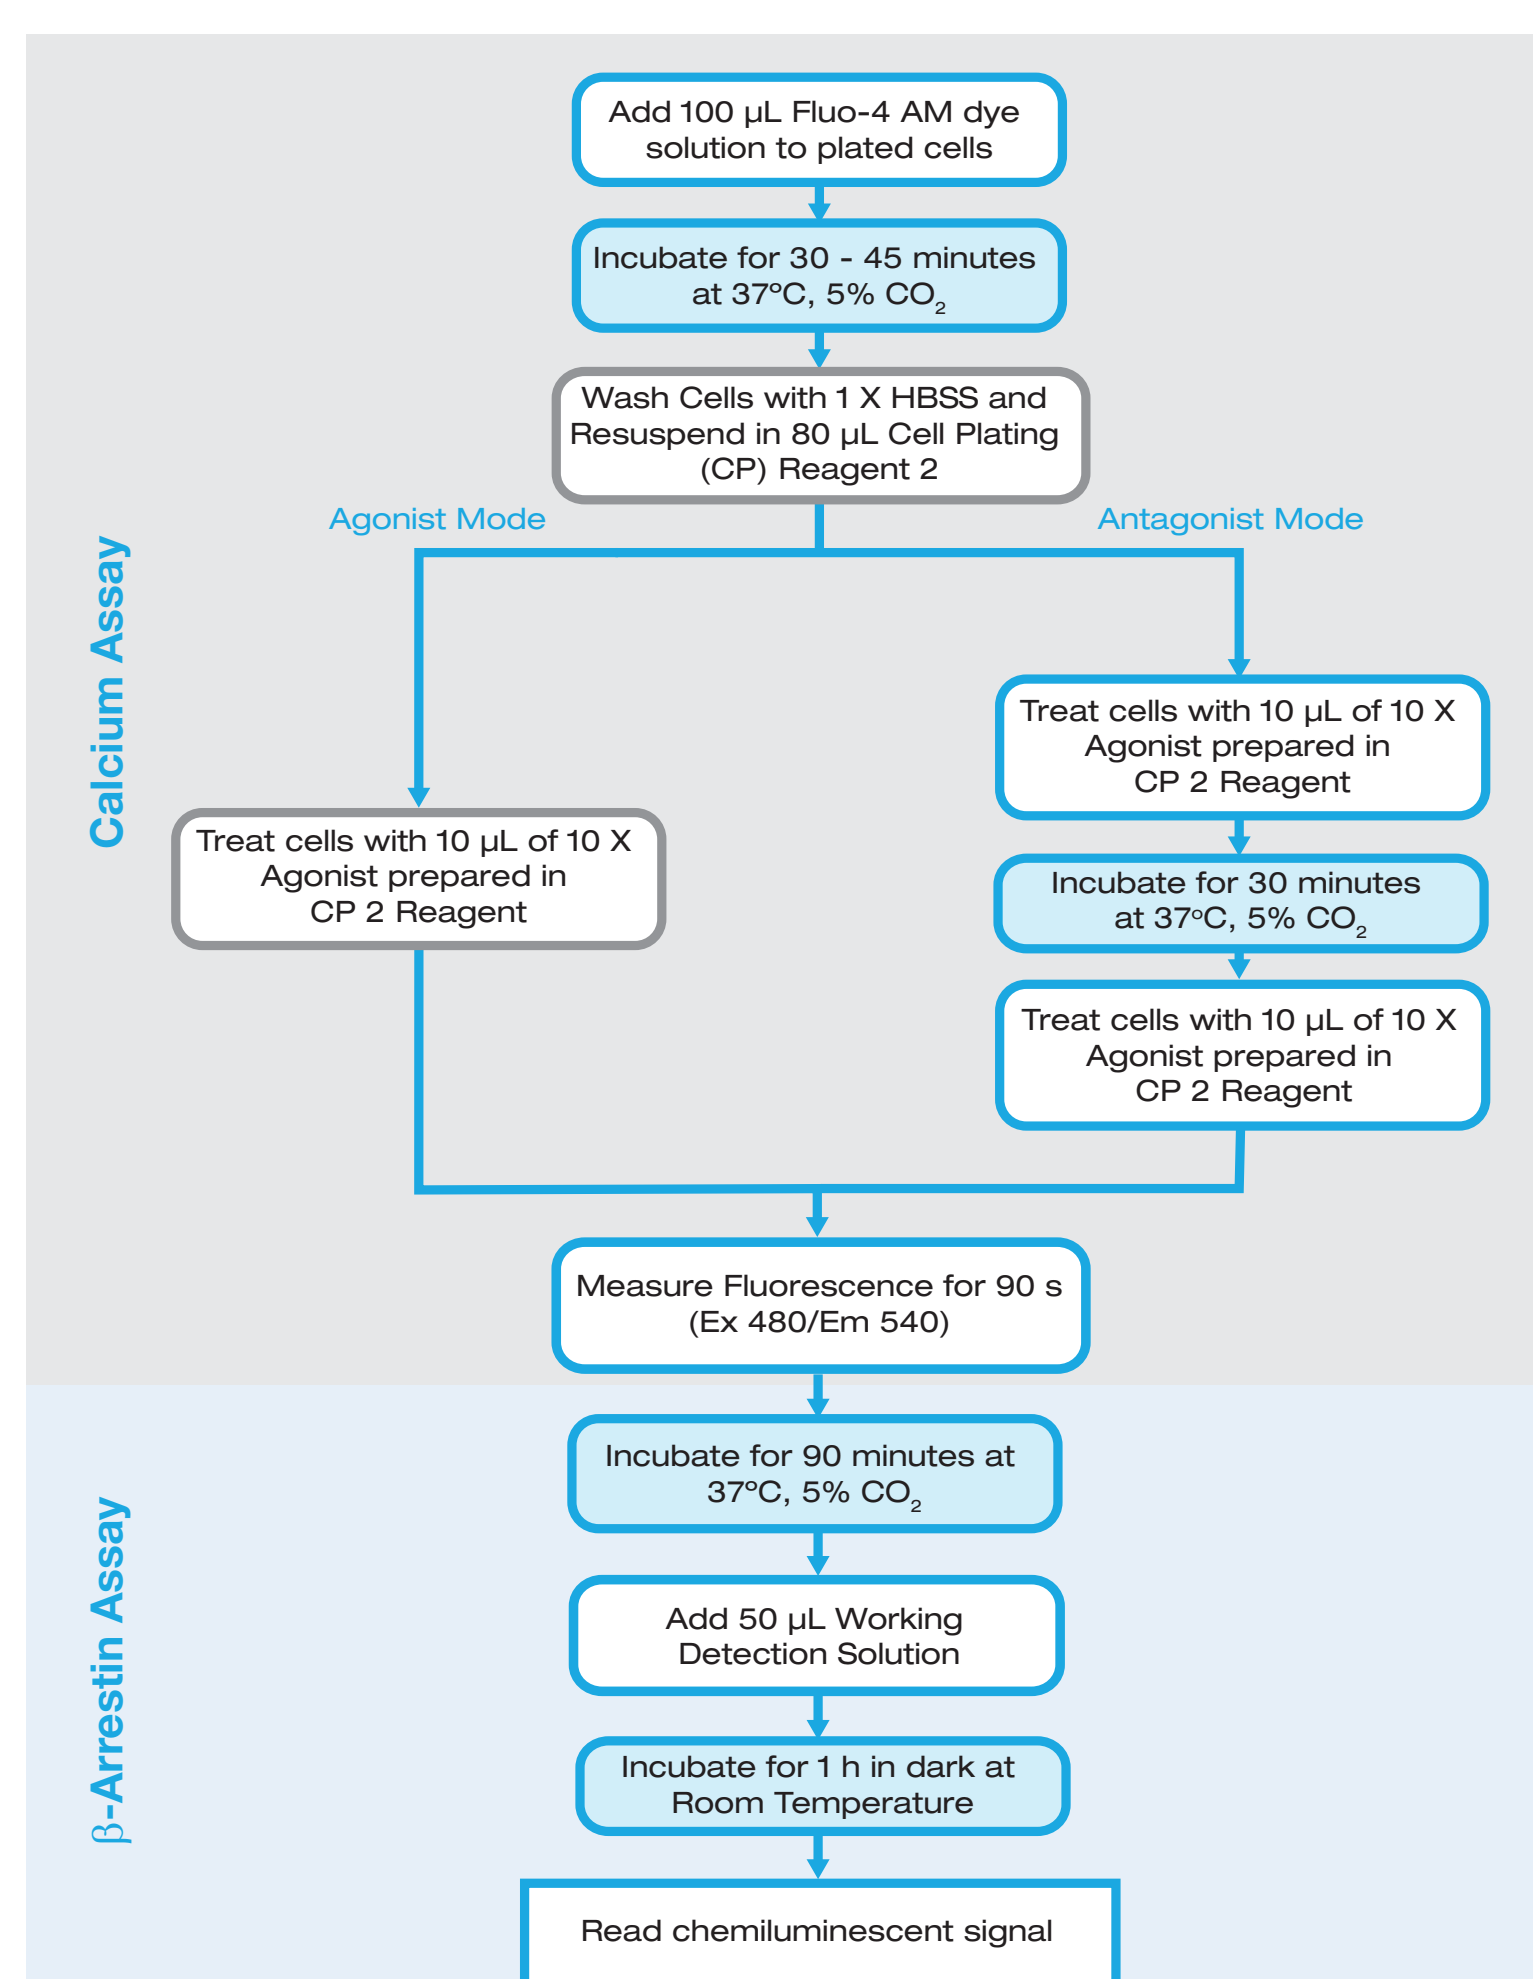 Add 100 µL Fluo-4 AM dye
solution to plated cells
Incubate for 30 - 45 minutes
at 37ºC, 5% CO₂
Wash Cells with 1 X HBSS and
Resuspend in 80 µL Cell Plating
(CP) Reagent 2
Agonist Mode
Antagonist Mode
Calcium Assay
Treat cells with 10 µL of 10 X
Agonist prepared in
CP 2 Reagent
Treat cells with 10 µL of 10 X
Agonist prepared in
CP 2 Reagent
Incubate for 30 minutes
at 37°C, 5% CO₂
Treat cells with 10 µL of 10 X
Agonist prepared in
CP 2 Reagent
Measure Fluorescence for 90 s
(Ex 480/Em 540)
β-Arrestin Assay
Incubate for 90 minutes at
37ºC, 5% CO₂
Add 50 µL Working
Detection Solution
Incubate for 1 h in dark at
Room Temperature
Read chemiluminescent signal